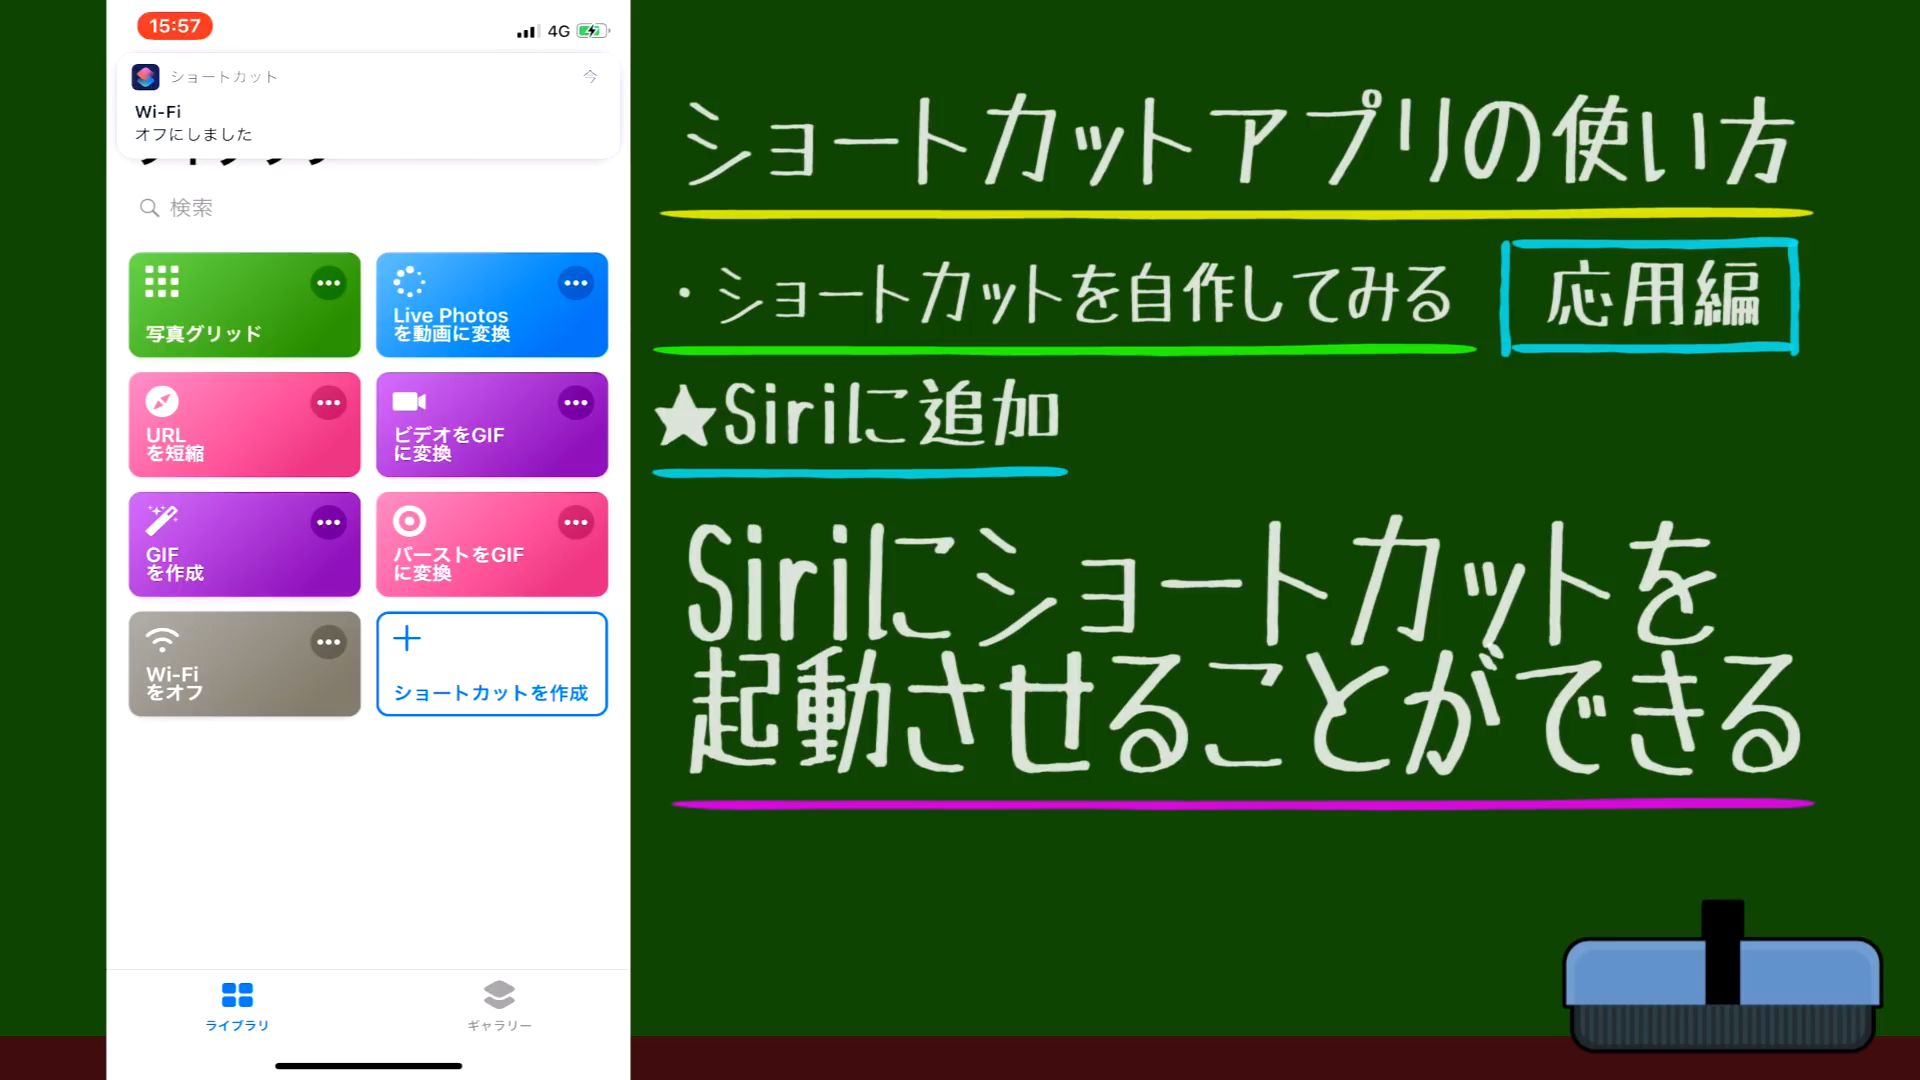 15:57
4G
ショートカット
今
Wi-Fi
オフにしました
検索
写真グリッド
Live Photos
を動画に変換
URL
を短縮
ビデオをGIF
に変換
GIF
を作成
バーストをGIF
に変換
Wi-Fi
をオフ
ショートカットを作成
ライブラリ
ギャラリー
ショートカットアプリの使い方
・ショートカットを自作してみる
応用編
★Siriに追加
Siriにショートカットを
起動させることができる